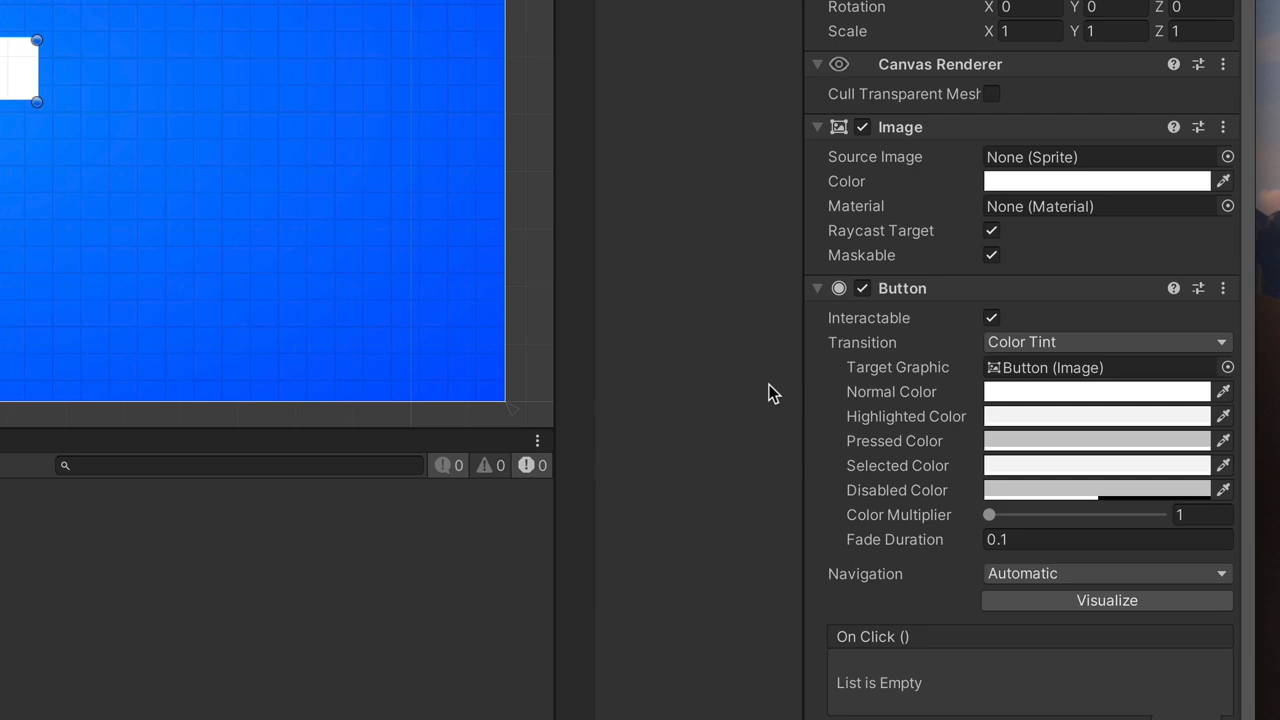 Rotation X 0 Y 0 Z 0
Scale X 1 Y 1 Z 1
Canvas Renderer
Cull Transparent Mesh
Image
Source Image None (Sprite)
Color
Material None (Material)
Raycast Target
Maskable
Button
Interactable
Transition Color Tint
Target Graphic Button (Image)
Normal Color
Highlighted Color
0 0 0
Pressed Color
Selected Color
Disabled Color
Color Multiplier 1
Fade Duration 0.1
Navigation Automatic
Visualize
On Click ()
List is Empty